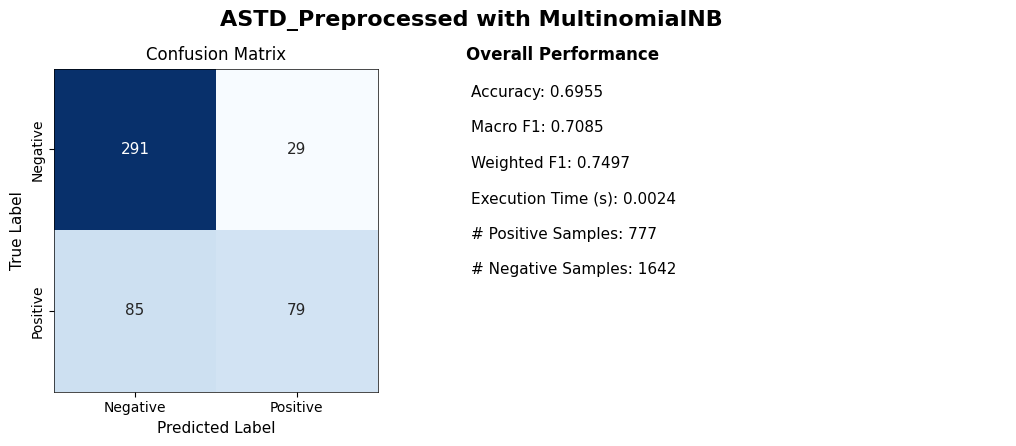 ASTD_Preprocessed with MultinomialNB
Confusion Matrix
True Label
Negative
291
29
Positive
85
79
Negative
Positive
Predicted Label
Overall Performance
Accuracy: 0.6955
Macro F1: 0.7085
Weighted F1: 0.7497
Execution Time (s): 0.0024
# Positive Samples: 777
# Negative Samples: 1642